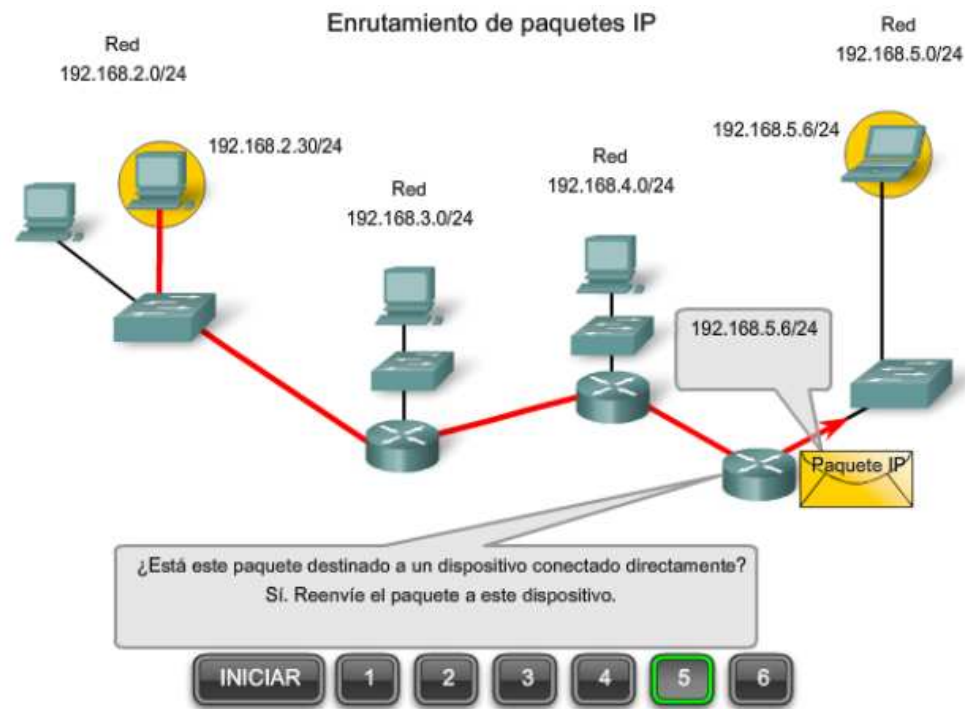 Enrutamiento de paquetes IP
Red
192.168.2.0/24
Red
192.168.5.0/24
192.168.2.30/24
192.168.5.6/24
Red
192.168.3.0/24
Red
192.168.4.0/24
192.168.5.6/24
Paquete IP
¿Está este paquete destinado a un dispositivo conectado directamente?
Sí. Reenvíe el paquete a este dispositivo.
INICIAR 1 2 3 4 5 6